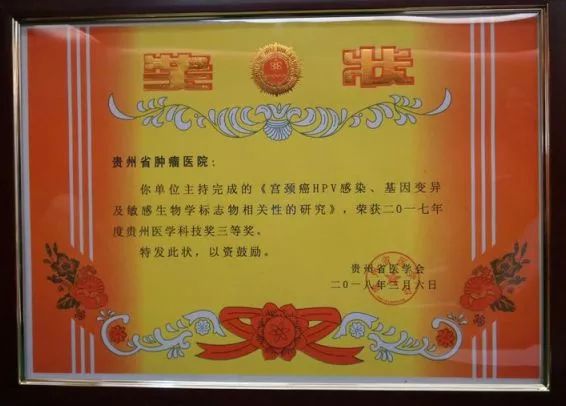 奖状
贵州省肿瘤医院：
你单位主持完成的《宫颈癌HPV感染、基因变异
及敏感生物学标志物相关性的研究》，荣获二0一七年
度贵州医学科技奖三等奖。
特发此状，以资鼓励。
贵州省医学会
二0一八年三月六日